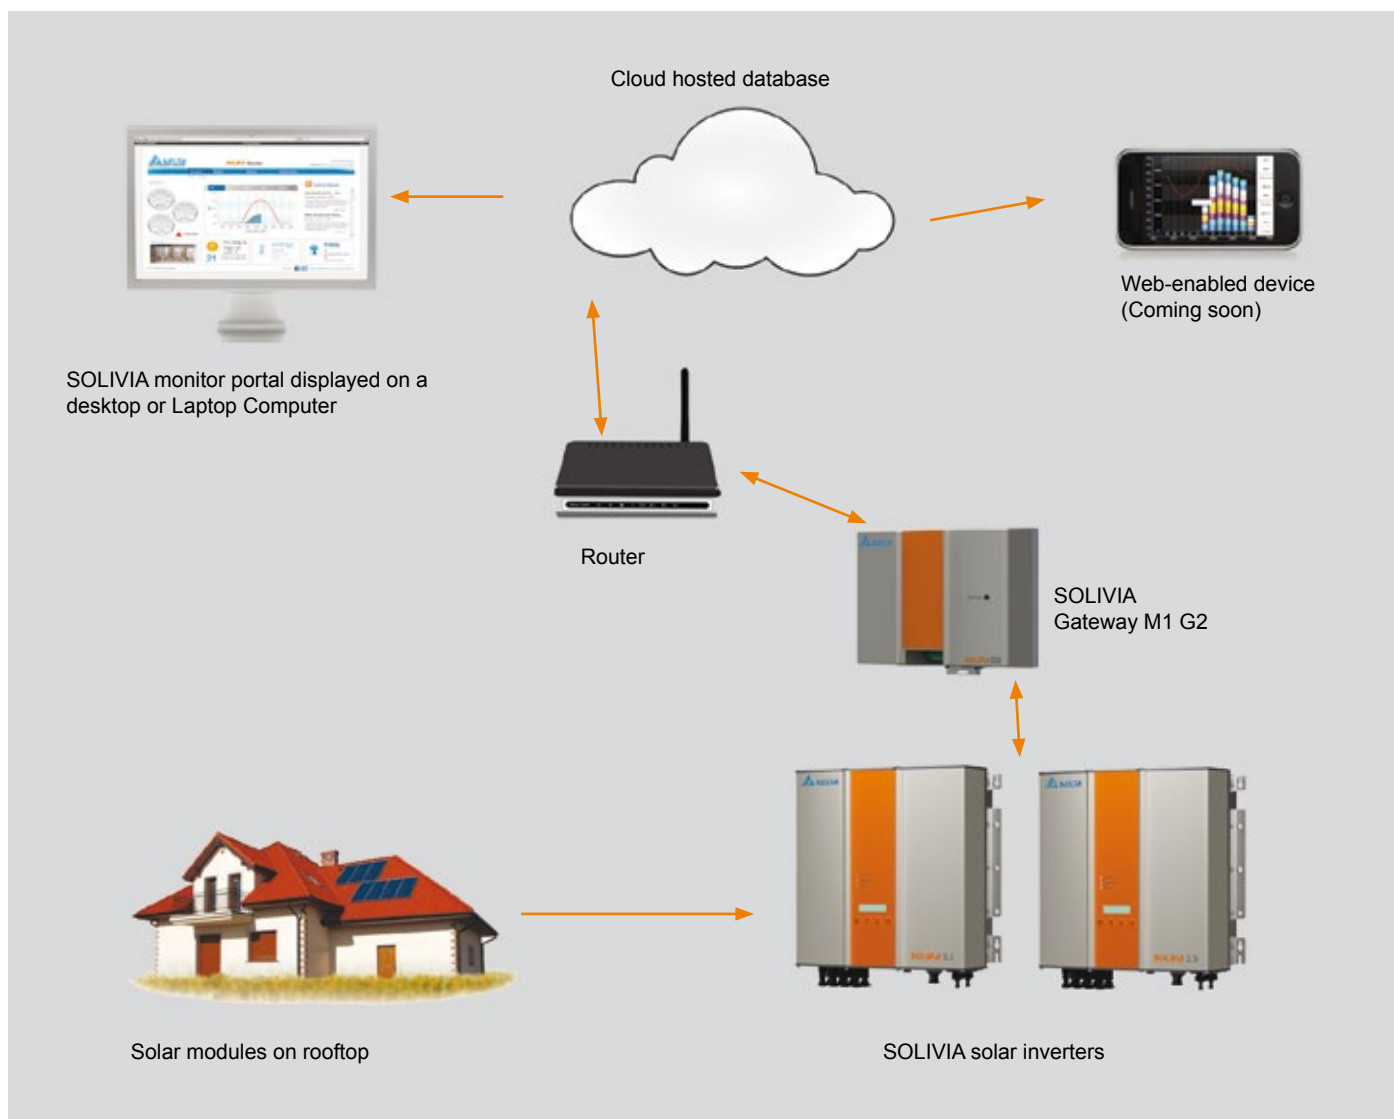 Cloud hosted database
Web-enabled device
(Coming soon)
SOLIVIA monitor portal displayed on a
desktop or Laptop Computer
Router
SOLIVIA
Gateway M1 G2
Solar modules on rooftop
SOLIVIA solar inverters